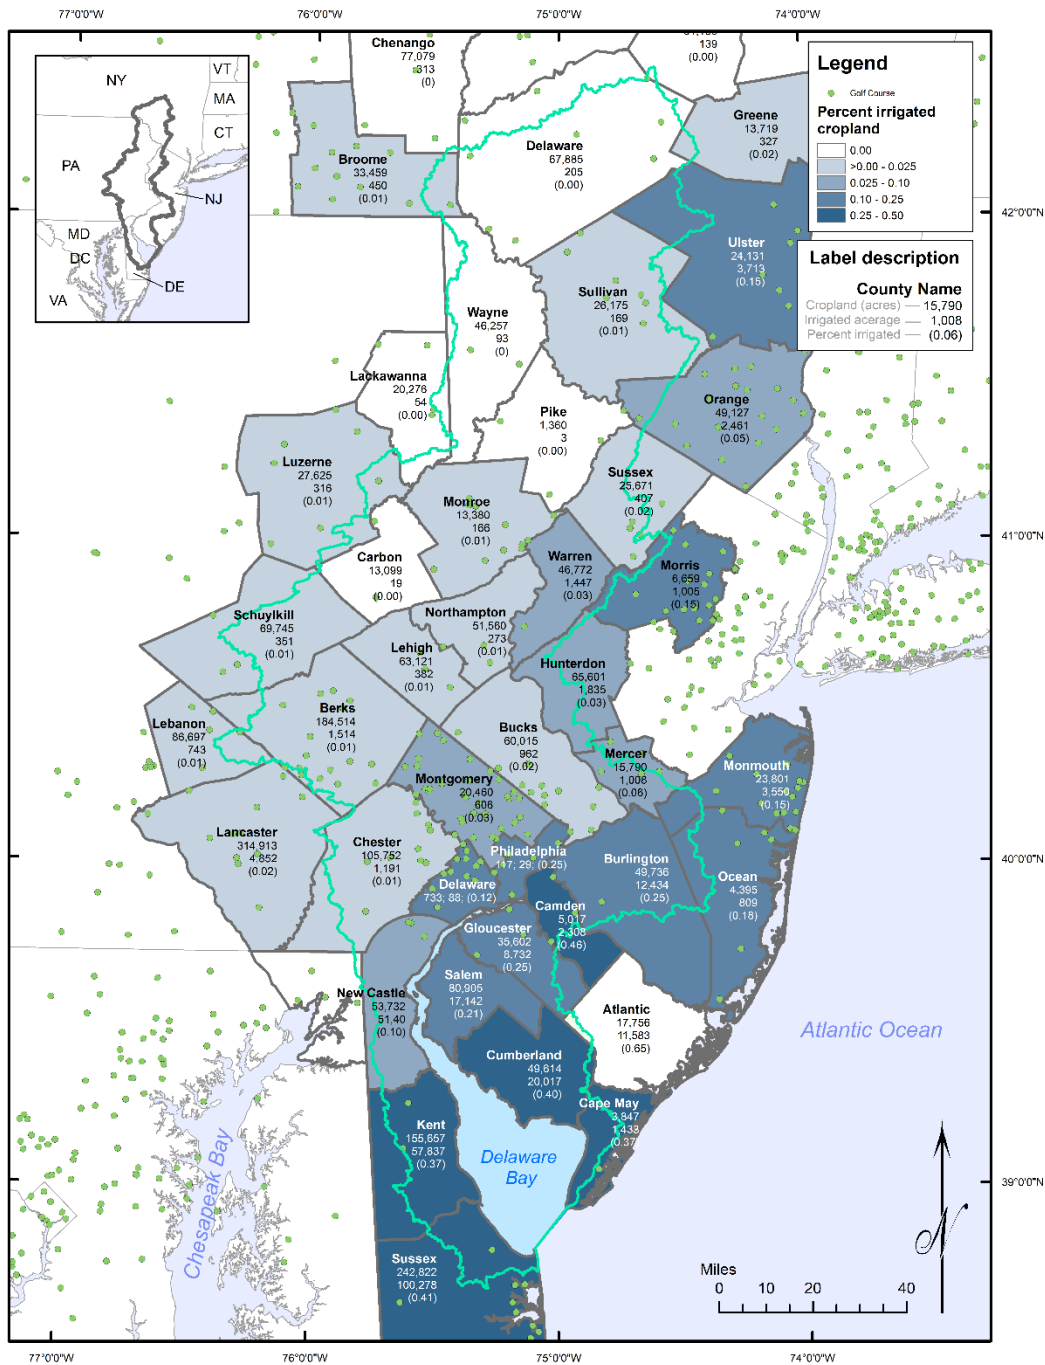 77°0'0"W
76°0'0"W
75°0'0"W
74°0'0"W
NY
VT
MA
CT
PA
NJ
MD
DC
DE
VA
Chenango
77,079
313
(0)
139
(0.00)
Legend
Golf Course
Percent irrigated
cropland
0.00
>0.00 - 0.025
0.025 - 0.10
0.10 - 0.25
0.25 - 0.50
Label description
County Name
Cropland (acres) — 15,790
Irrigated acerage — 1,008
Percent irrigated — (0.06)
Greene
13,719
327
(0.02)
Broome
33,459
450
(0.01)
Delaware
67,885
205
(0.00)
42°0'0"N
Ulster
24,131
3,713
(0.15)
Sullivan
26,175
169
(0.01)
Wayne
46,257
93
(0)
Lackawanna
20,276
54
(0.00)
Pike
1,360
3
(0.00)
Orange
49,127
2,461
(0.05)
Luzerne
27,625
316
(0.01)
Sussex
25,671
407
(0.02)
Monroe
13,380
166
(0.01)
41°0'0"N
Carbon
13,099
19
(0.00)
Warren
46,772
1,447
(0.03)
Morris
6,659
1,005
(0.15)
Schuylkill
69,745
351
(0.01)
Northampton
51,560
273
(0.01)
Lehigh
63,121
382
(0.01)
Hunterdon
65,601
1,835
(0.03)
Lebanon
86,697
743
(0.01)
Berks
184,514
1,514
(0.01)
Bucks
60,015
962
(0.02)
Mercer
15,790
1,008
(0.06)
Monmouth
23,801
3,550
(0.15)
Montgomery
20,460
606
(0.03)
Lancaster
314,913
4,852
(0.02)
Chester
105,752
1,191
(0.01)
Philadelphia
117; 29; (0.25)
40°0'0"N
Delaware
733; 88; (0.12)
Burlington
49,736
12,434
(0.25)
Ocean
4,395
809
(0.18)
Camden
5,017
2,308
(0.46)
Gloucester
35,602
8,732
(0.25)
Salem
80,905
17,142
(0.21)
New Castle
53,732
51,40
(0.10)
Atlantic
17,756
11,583
(0.65)
Atlantic Ocean
Cumberland
49,614
20,017
(0.40)
Cape May
3,847
1,433
(0.37)
Kent
155,657
57,837
(0.37)
Delaware
Bay
Chesapeak Bay
39°0'0"N
Sussex
242,822
100,278
(0.41)
Miles
0 10 20 40
N
77°0'0"W
76°0'0"W
75°0'0"W
74°0'0"W